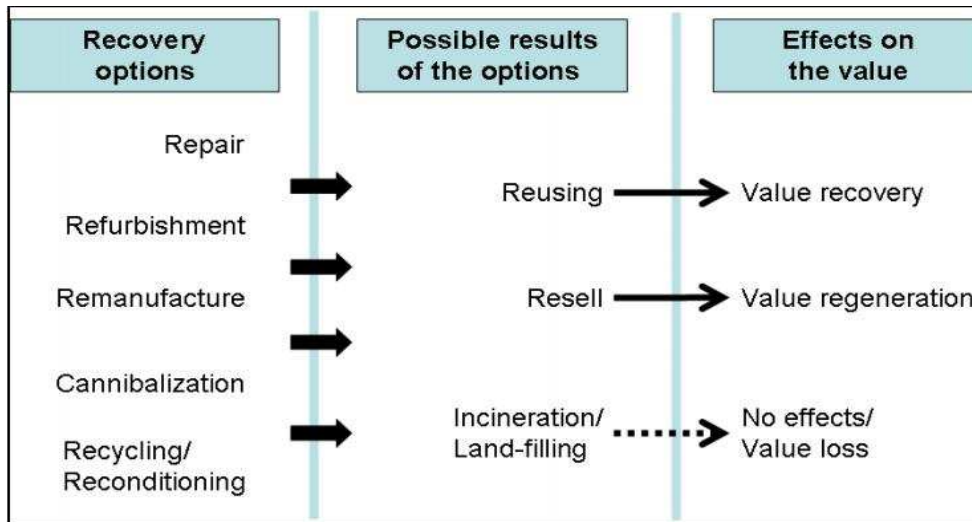 Recovery
options
Possible results
of the options
Effects on
the value
Repair
Refurbishment
Remanufacture
Cannibalization
Recycling/
Reconditioning
Reusing
Resell
Incineration/
Land-filling
Value recovery
Value regeneration
No effects/
Value loss